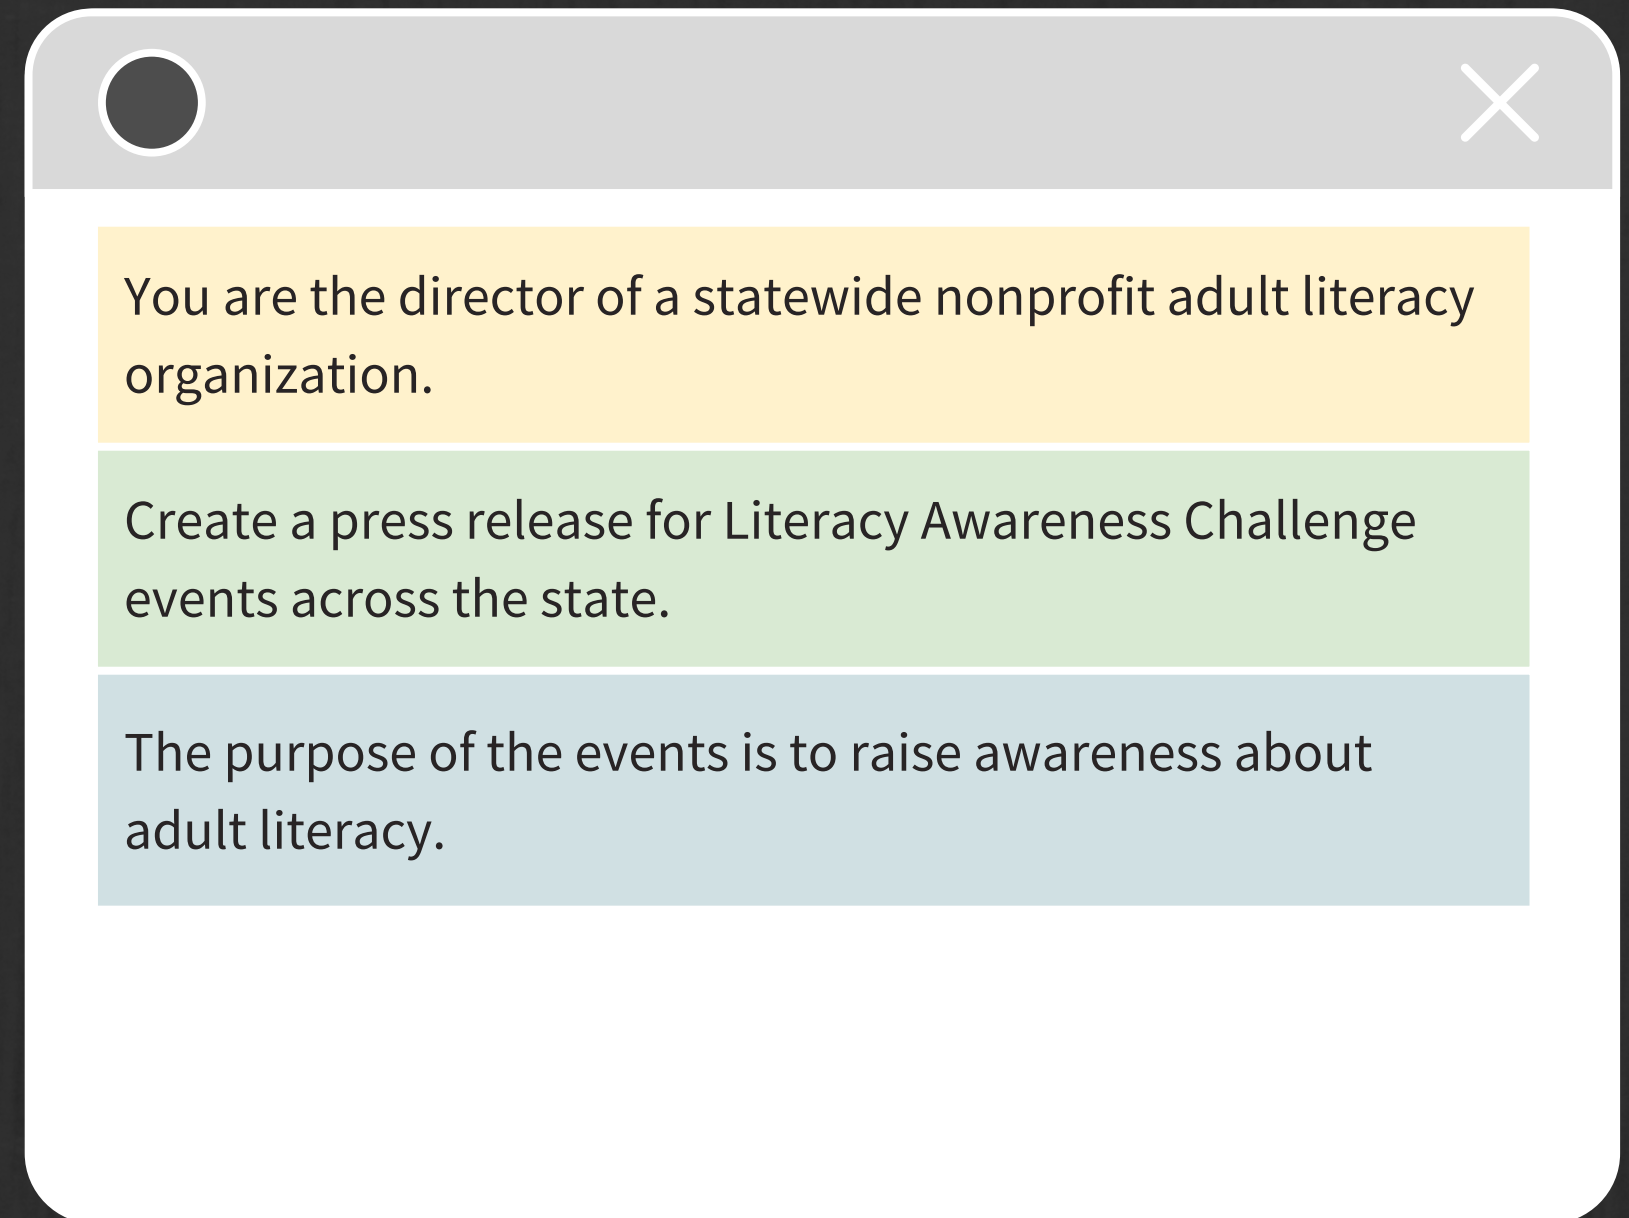 You are the director of a statewide nonprofit adult literacy
organization.
Create a press release for Literacy Awareness Challenge
events across the state.
The purpose of the events is to raise awareness about
adult literacy.